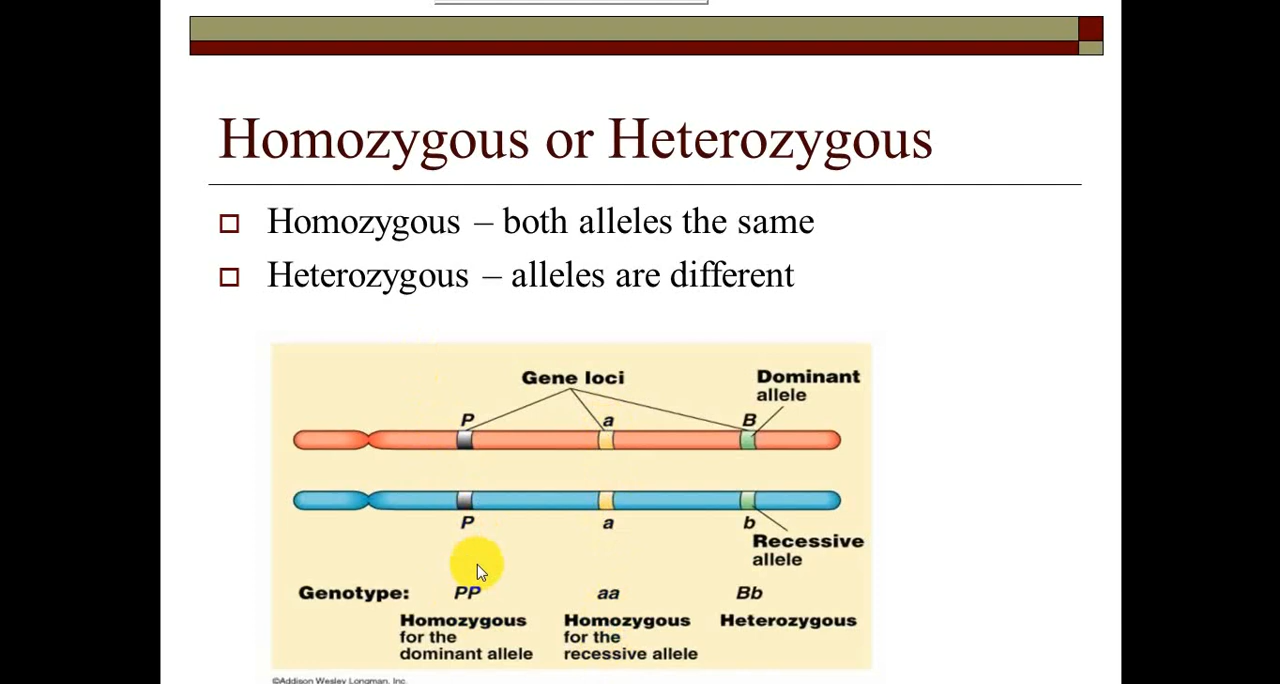 Homozygous or Heterozygous
Homozygous – both alleles the same
Heterozygous – alleles are different
Gene loci
Dominant
allele
P a B
P a b
Recessive
allele
Genotype: PP aa Bb
Homozygous Homozygous Heterozygous
for the for the
dominant allele recessive allele
©Addison Wesley Longman, Inc.